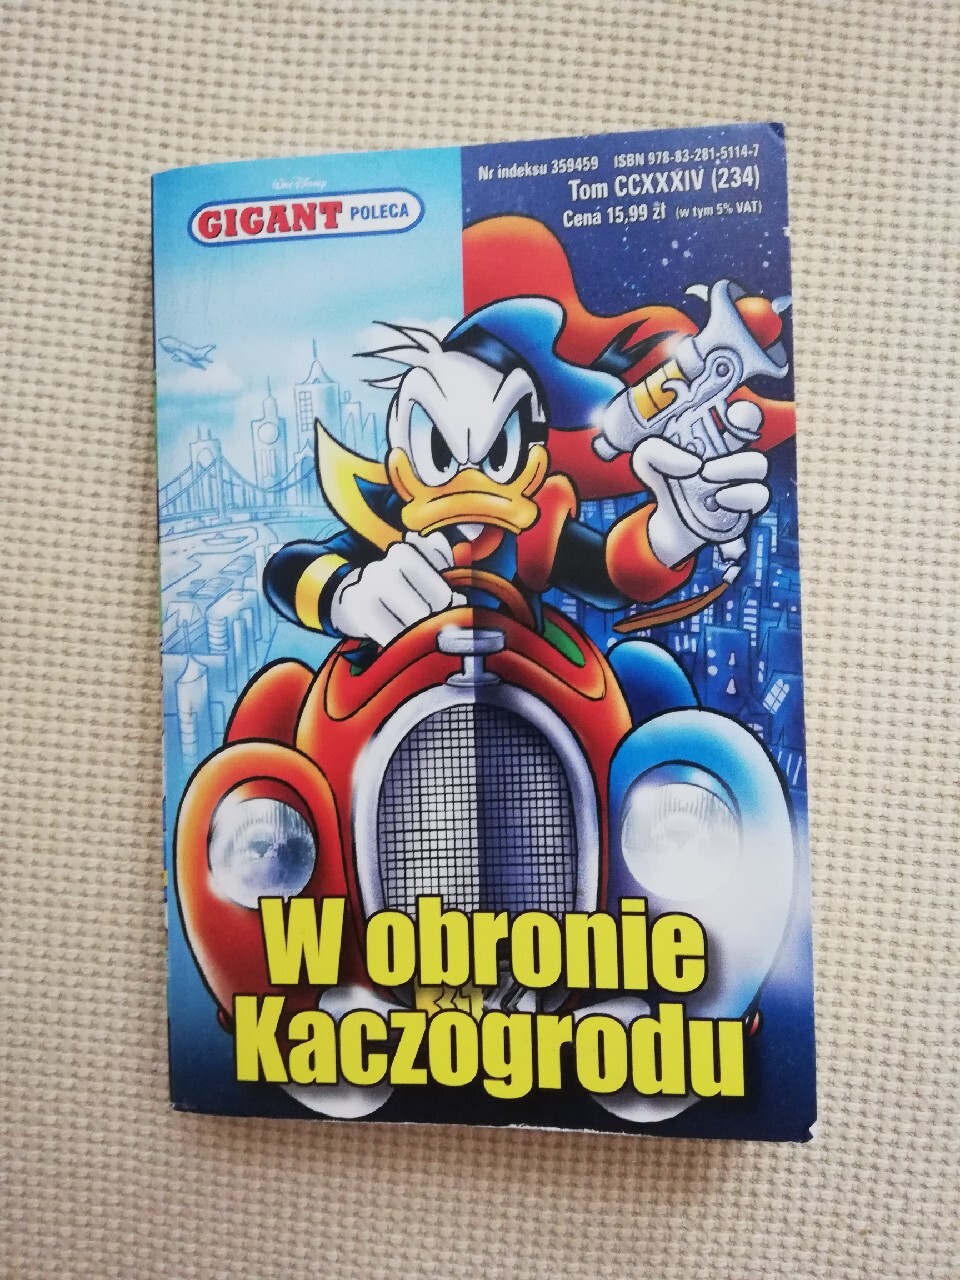 Nr indeksu 359459 ISBN 978-83-281-5114-7
Tom CCXXXIV (234)
Cena 15,99 zł (w tym 5% VAT)
Walt Disney
GIGANT POLECA
W obronie
Kaczogrodu